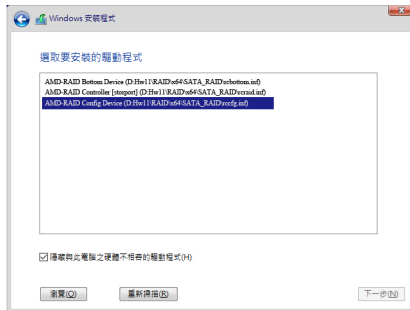 Windows 安裝程式
選取要安裝的驅動程式
AMD-RAID Bottom Device (D:\Hw11\RAID\x64\SATA_RAID\rcbottom.inf)
AMD-RAID Controller [storport] (D:\Hw11\RAID\x64\SATA_RAID\rcraid.inf)
AMD-RAID Config Device (D:\Hw11\RAID\x64\SATA_RAID\rccfg.inf)
隱藏與此電腦之硬體不相容的驅動程式(H)
瀏覽(O) 重新掃描(R) 下一步(N)